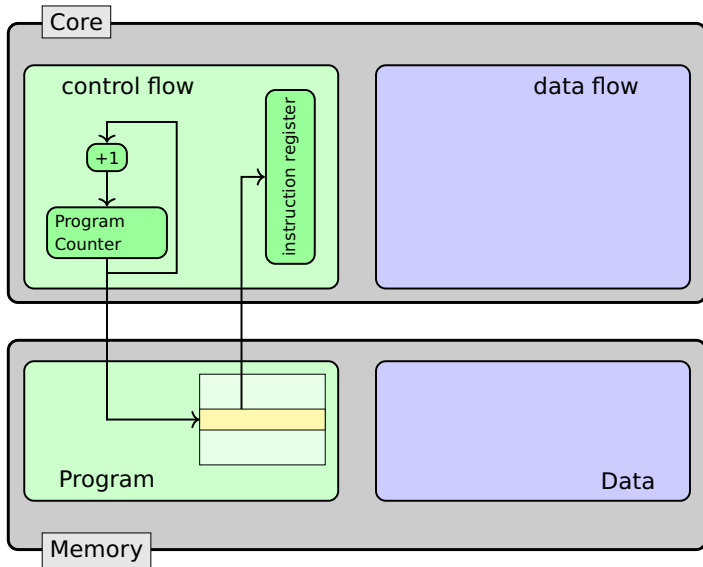 Core
control flow
data flow
+1
Program
Counter
instruction register
Program
Data
Memory